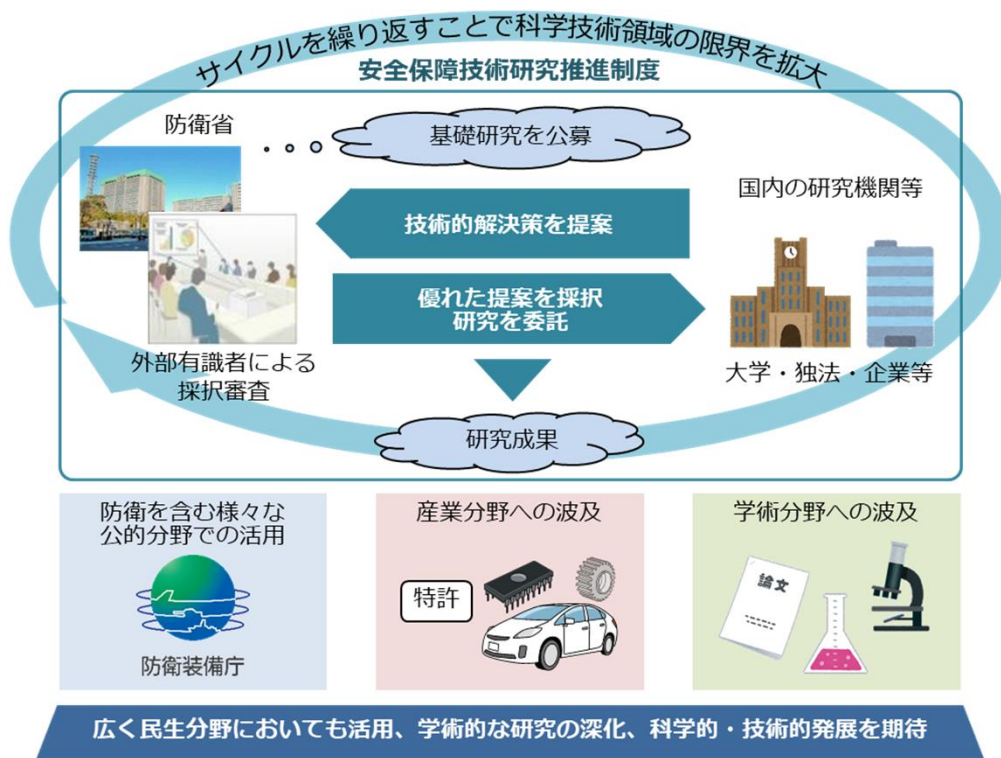 サイクルを繰り返すことで科学技術領域の限界を拡大
安全保障技術研究推進制度
防衛省
基礎研究を公募
国内の研究機関等
技術的解決策を提案
優れた提案を採択
研究を委託
外部有識者による
採択審査
大学・独法・企業等
研究成果
防衛を含む様々な
公的分野での活用
防衛装備庁
産業分野への波及
特許
学術分野への波及
論文
広く民生分野においても活用、学術的な研究の深化、科学的・技術的発展を期待